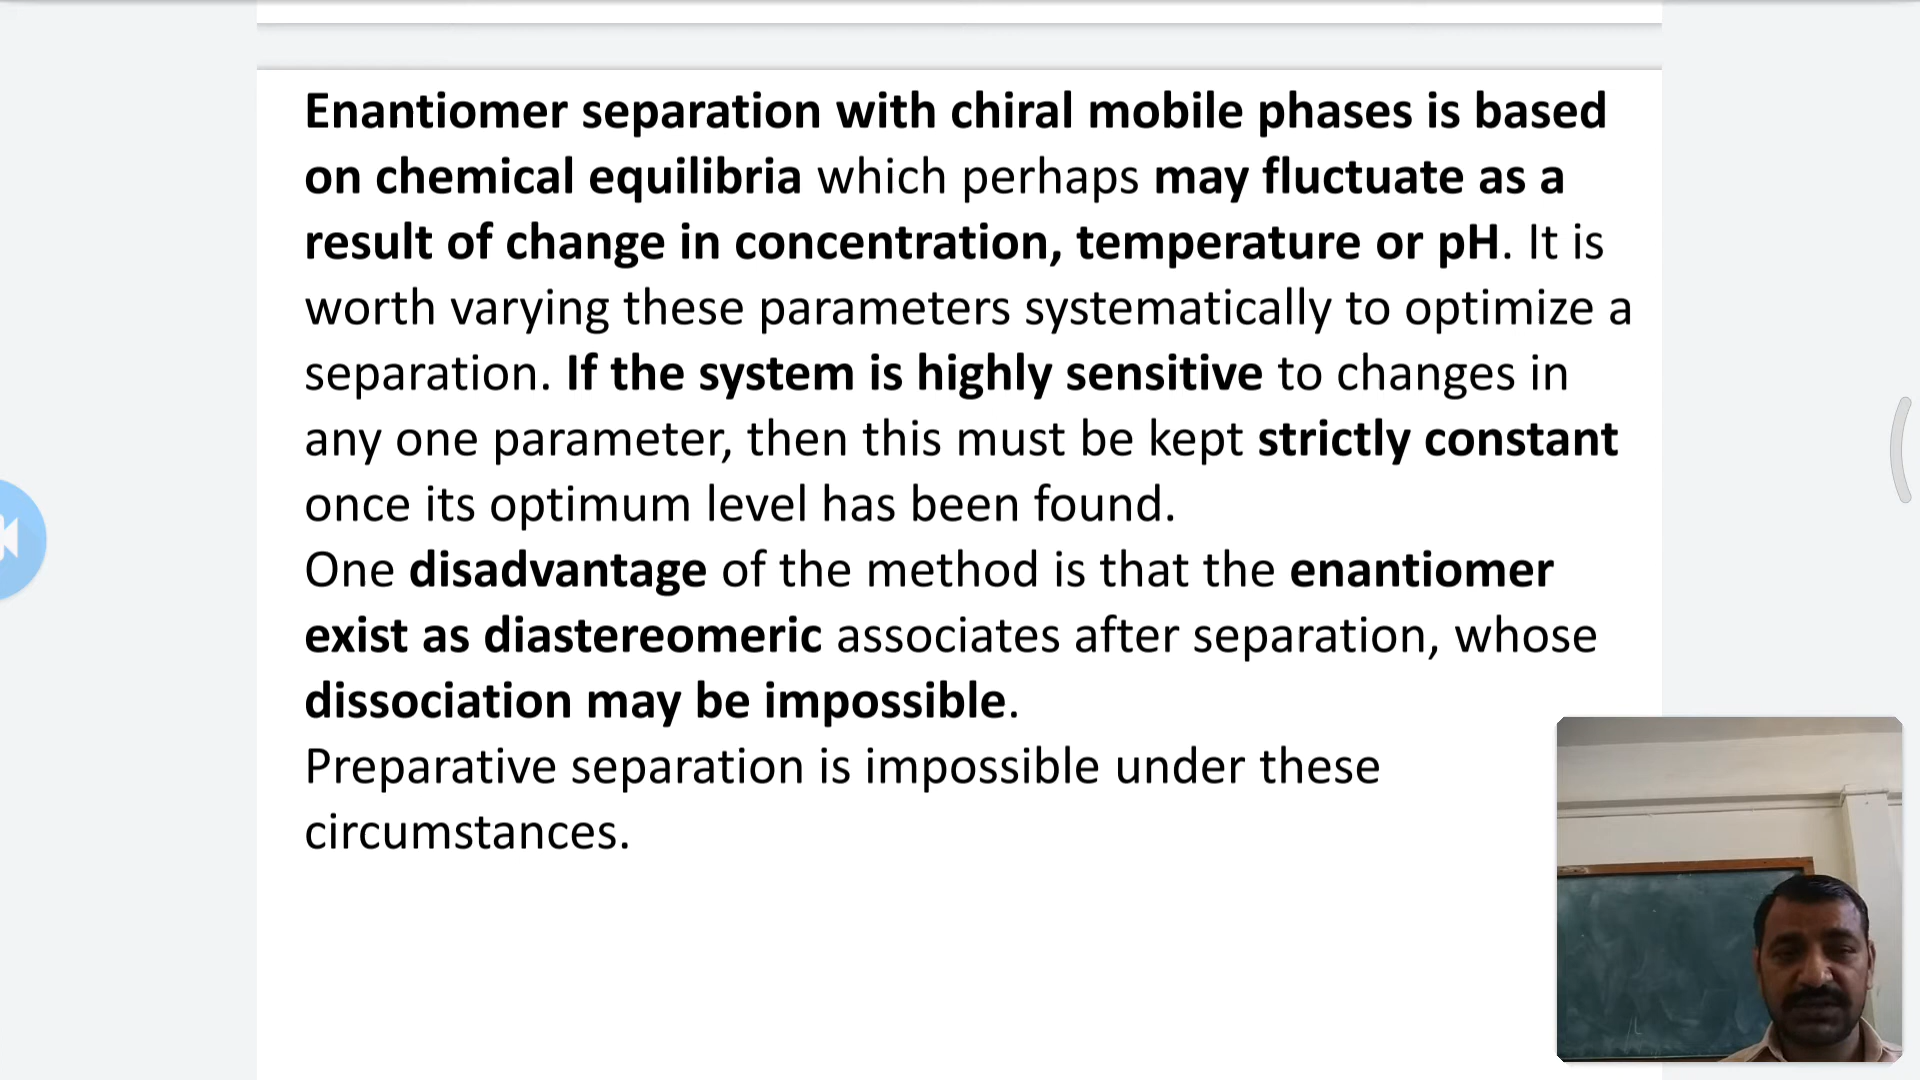 Enantiomer separation with chiral mobile phases is based
on chemical equilibria which perhaps may fluctuate as a
result of change in concentration, temperature or pH. It is
worth varying these parameters systematically to optimize a
separation. If the system is highly sensitive to changes in
any one parameter, then this must be kept strictly constant
once its optimum level has been found.
One disadvantage of the method is that the enantiomer
exist as diastereomeric associates after separation, whose
dissociation may be impossible.
Preparative separation is impossible under these
circumstances.